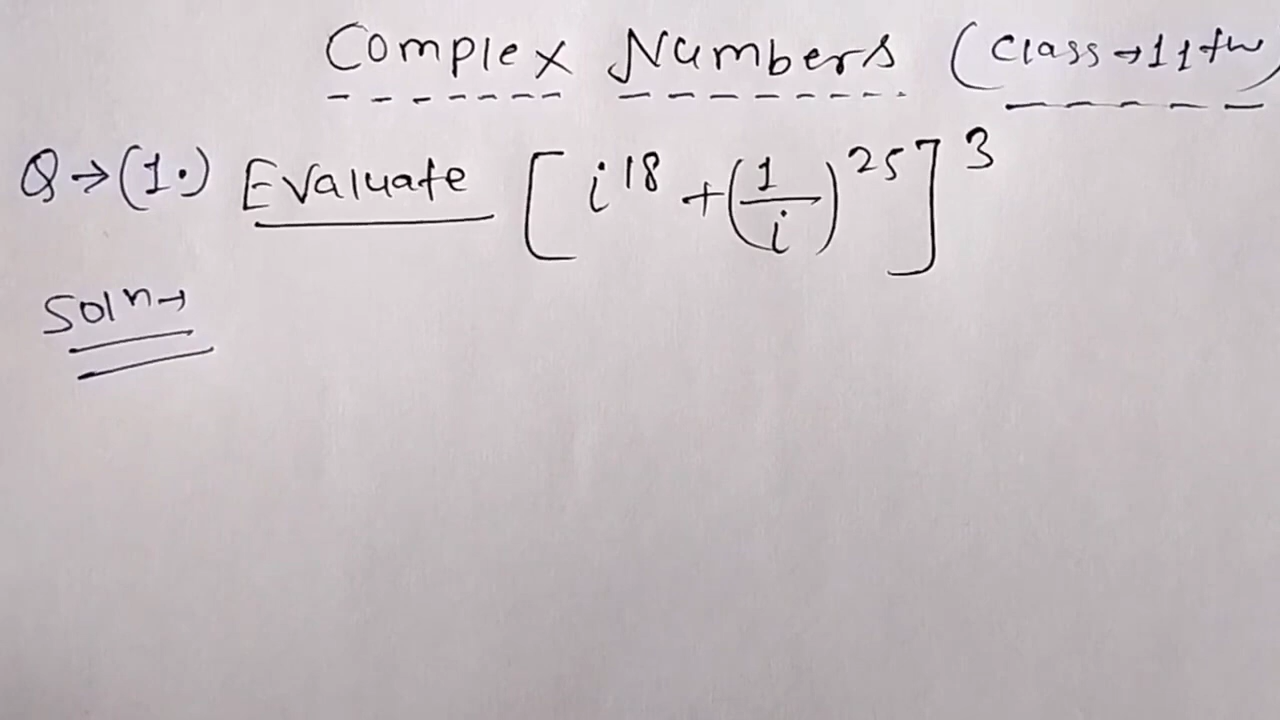 Complex Numbers (Class→11th)
Q→(1.) Evaluate [i^18 + (1/i)^25]^3
Soln→